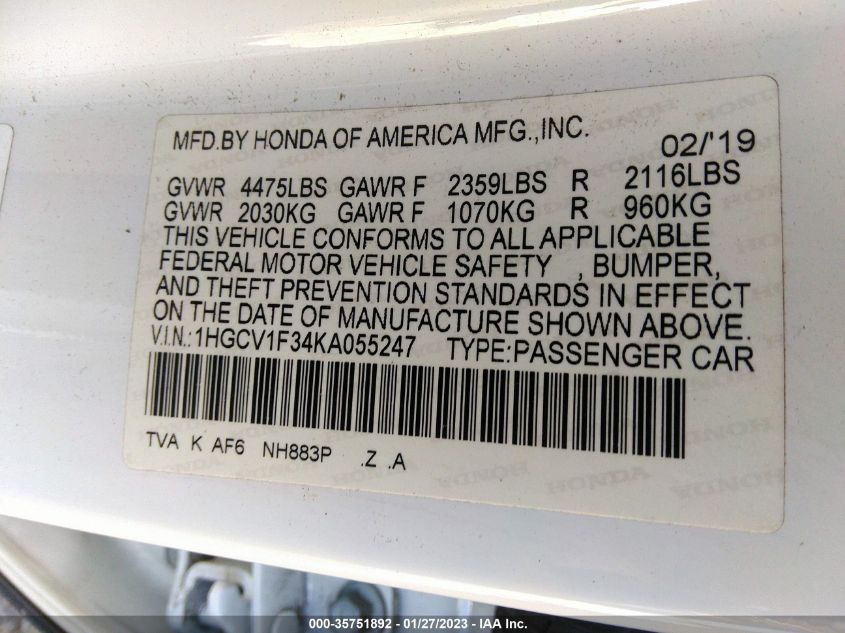 MFD.BY HONDA OF AMERICA MFG.,INC. 02/'19
GVWR 4475LBS GAWR F 2359LBS R 2116LBS
GVWR 2030KG GAWR F 1070KG R 960KG
THIS VEHICLE CONFORMS TO ALL APPLICABLE
FEDERAL MOTOR VEHICLE SAFETY , BUMPER,
AND THEFT PREVENTION STANDARDS IN EFFECT
ON THE DATE OF MANUFACTURE SHOWN ABOVE.
V.I.N.:1HGCV1F34KA055247 TYPE:PASSENGER CAR
TVA K AF6 NH883P .Z .A
HONDA HONDA HONDA
000-35751892 / 01/27/2023 / IAA Inc.